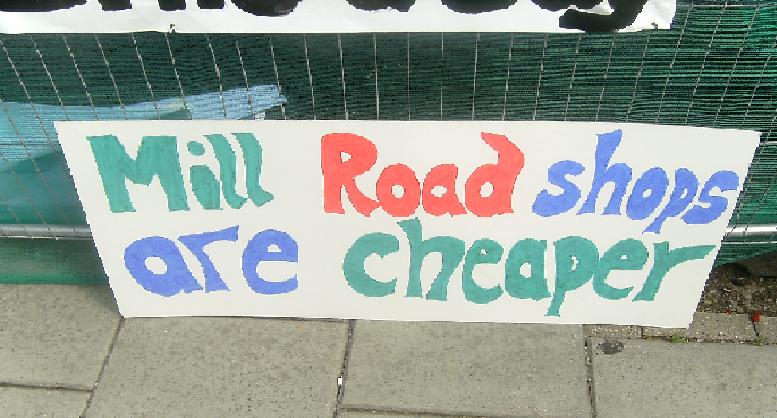 Mill Road shops
are cheaper